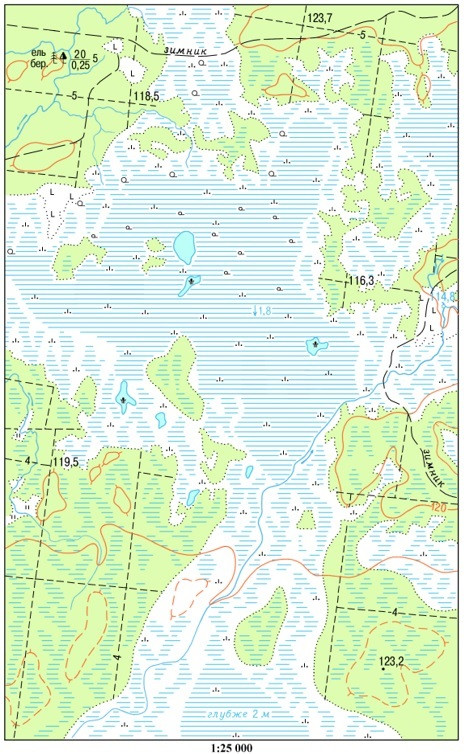 123,7
5
зимник
ель 20
бер. 0,25 5
5
118,5
116,3
14,8
1,8
зимник
4
119,5
120
4
4
123,2
глубже 2 м
1:25 000